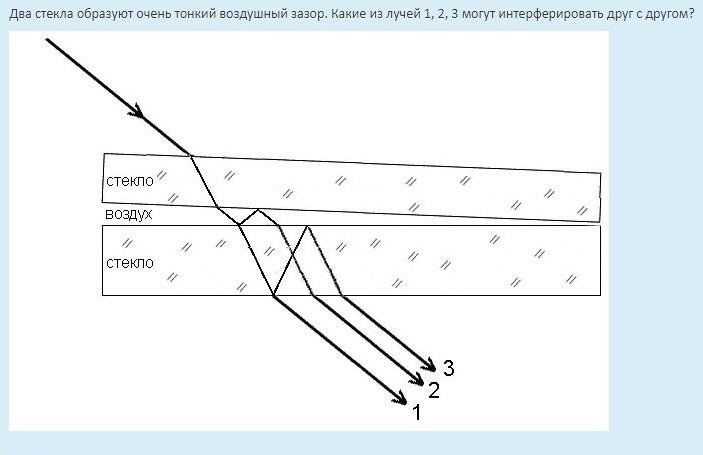 Два стекла образуют очень тонкий воздушный зазор. Какие из лучей 1, 2, 3 могут интерферировать друг с другом?
стекло
воздух
стекло
3
2
1